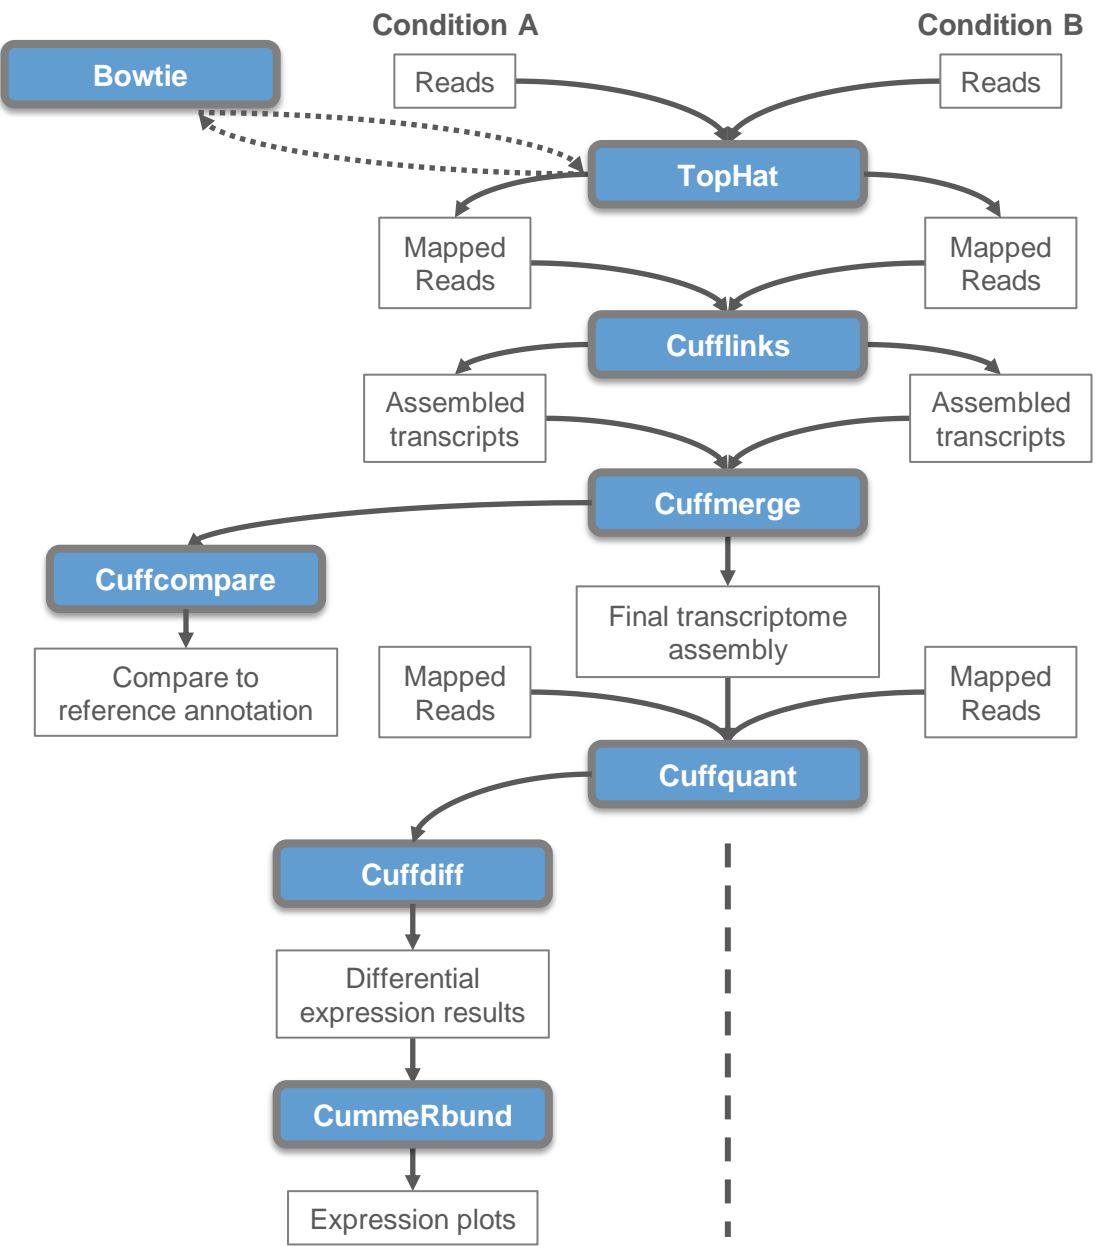 Condition A
Condition B
Bowtie
Reads
Reads
TopHat
Mapped
Reads
Mapped
Reads
Cufflinks
Assembled
transcripts
Assembled
transcripts
Cuffmerge
Cuffcompare
Final transcriptome
assembly
Compare to
reference annotation
Mapped
Reads
Mapped
Reads
Cuffquant
Cuffdiff
Differential
expression results
CummeRbund
Expression plots